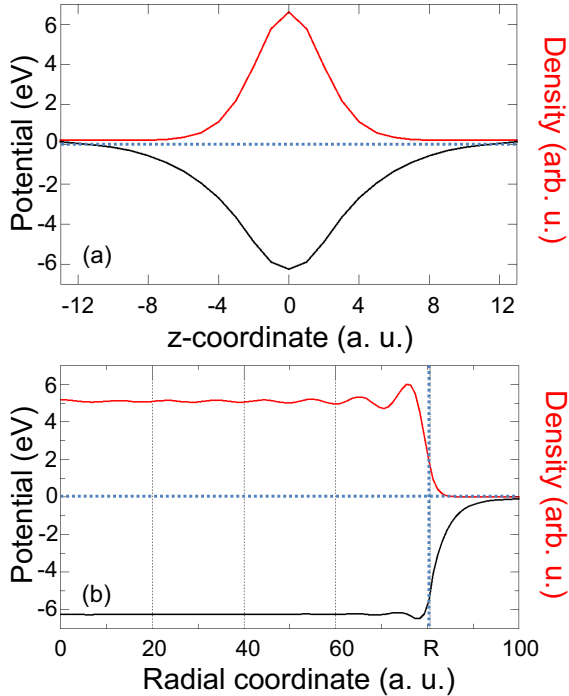 6
4
2
0
-2
-4
-6
Potential (eV)
Density (arb. u.)
(a)
-12 -8 -4 0 4 8 12
z-coordinate (a. u.)
6
4
2
0
-2
-4
-6
Potential (eV)
Density (arb. u.)
(b)
0 20 40 60 R 100
Radial coordinate (a. u.)